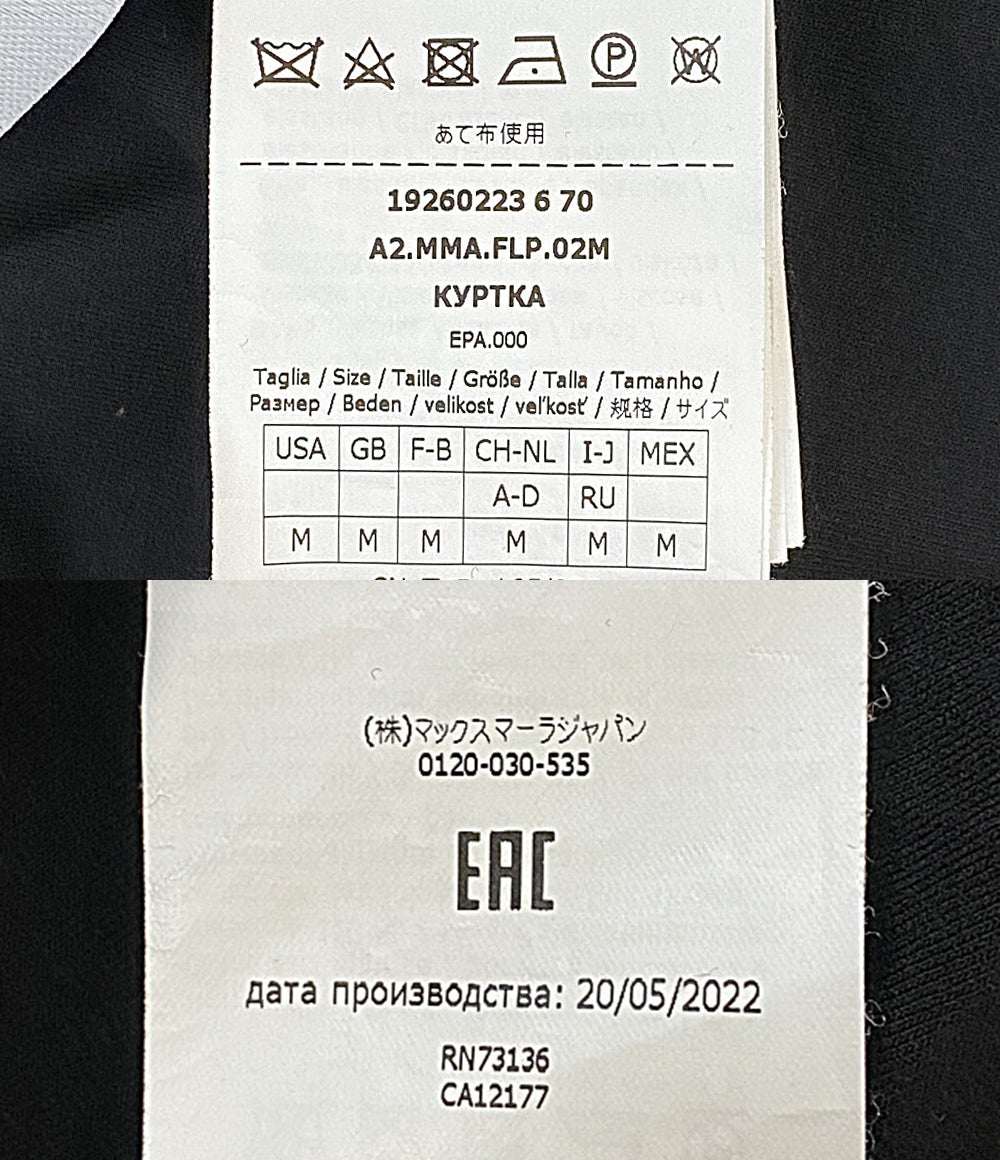 あて布使用
19260223 6 70
A2.MMA.FLP.02M
КУРТКА
EPA.000
Taglia / Size / Taille / Größe / Talla / Tamanho /
Размер / Beden / velikost / veľkosť / 规格 / サイズ
USA GB F-B CH-NL I-J MEX
A-D RU
M M M M M M
(株)マックスマーラジャパン
0120-030-535
EAC
дата производства: 20/05/2022
RN73136
CA12177